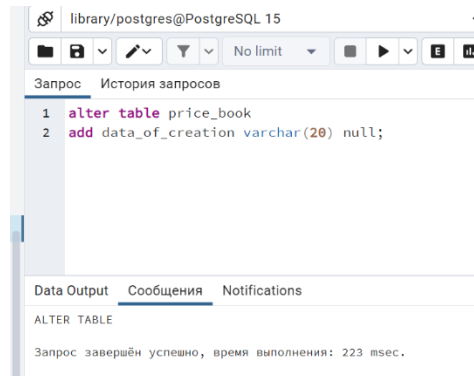 library/postgres@PostgreSQL 15
No limit
E
Запрос История запросов
1 alter table price_book
2 add data_of_creation varchar(20) null;
Data Output Сообщения Notifications
ALTER TABLE
Запрос завершён успешно, время выполнения: 223 msec.